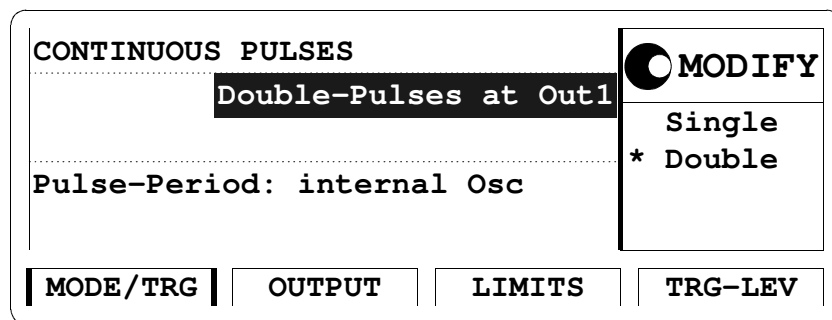 CONTINUOUS PULSES
Double-Pulses at Out1
Pulse-Period: internal Osc
MODIFY
Single
* Double
MODE/TRG
OUTPUT
LIMITS
TRG-LEV